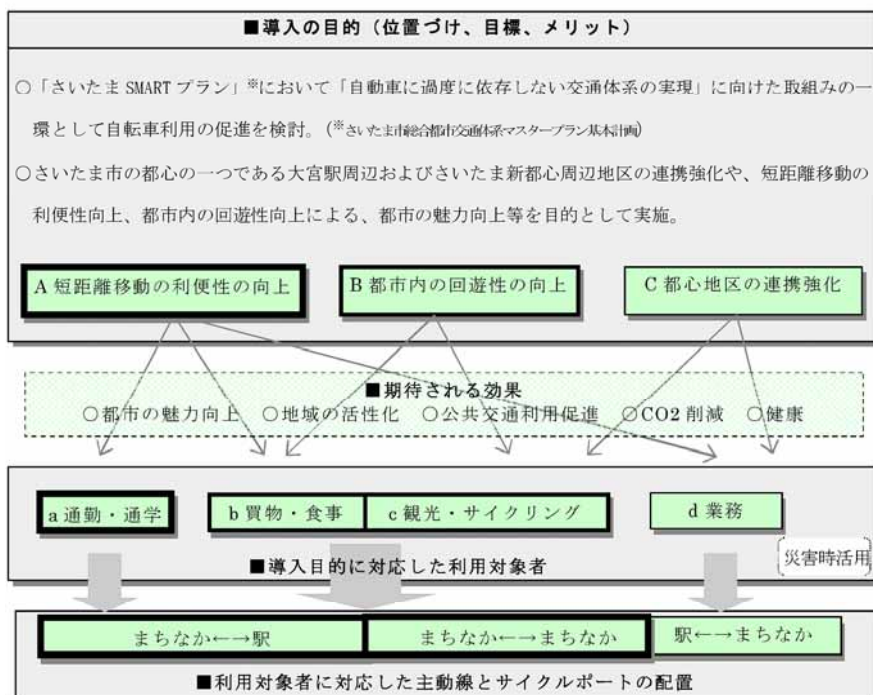 ■導入の目的（位置づけ、目標、メリット）
○「さいたま SMART プラン」※において「自動車に過度に依存しない交通体系の実現」に向けた取組みの一
環として自転車利用の促進を検討。(※さいたま市総合都市交通体系マスタープラン基本計画)
○さいたま市の都心の一つである大宮駅周辺およびさいたま新都心周辺地区の連携強化や、短距離移動の
利便性向上、都市内の回遊性向上による、都市の魅力向上等を目的として実施。
A 短距離移動の利便性の向上
B 都市内の回遊性の向上
C 都心地区の連携強化
■期待される効果
○都市の魅力向上 ○地域の活性化 ○公共交通利用促進 ○CO2 削減 ○健康
a 通勤・通学
b 買物・食事
c 観光・サイクリング
d 業務
災害時活用
■導入目的に対応した利用対象者
まちなか←→駅
まちなか←→まちなか
駅←→まちなか
■利用対象者に対応した主動線とサイクルポートの配置